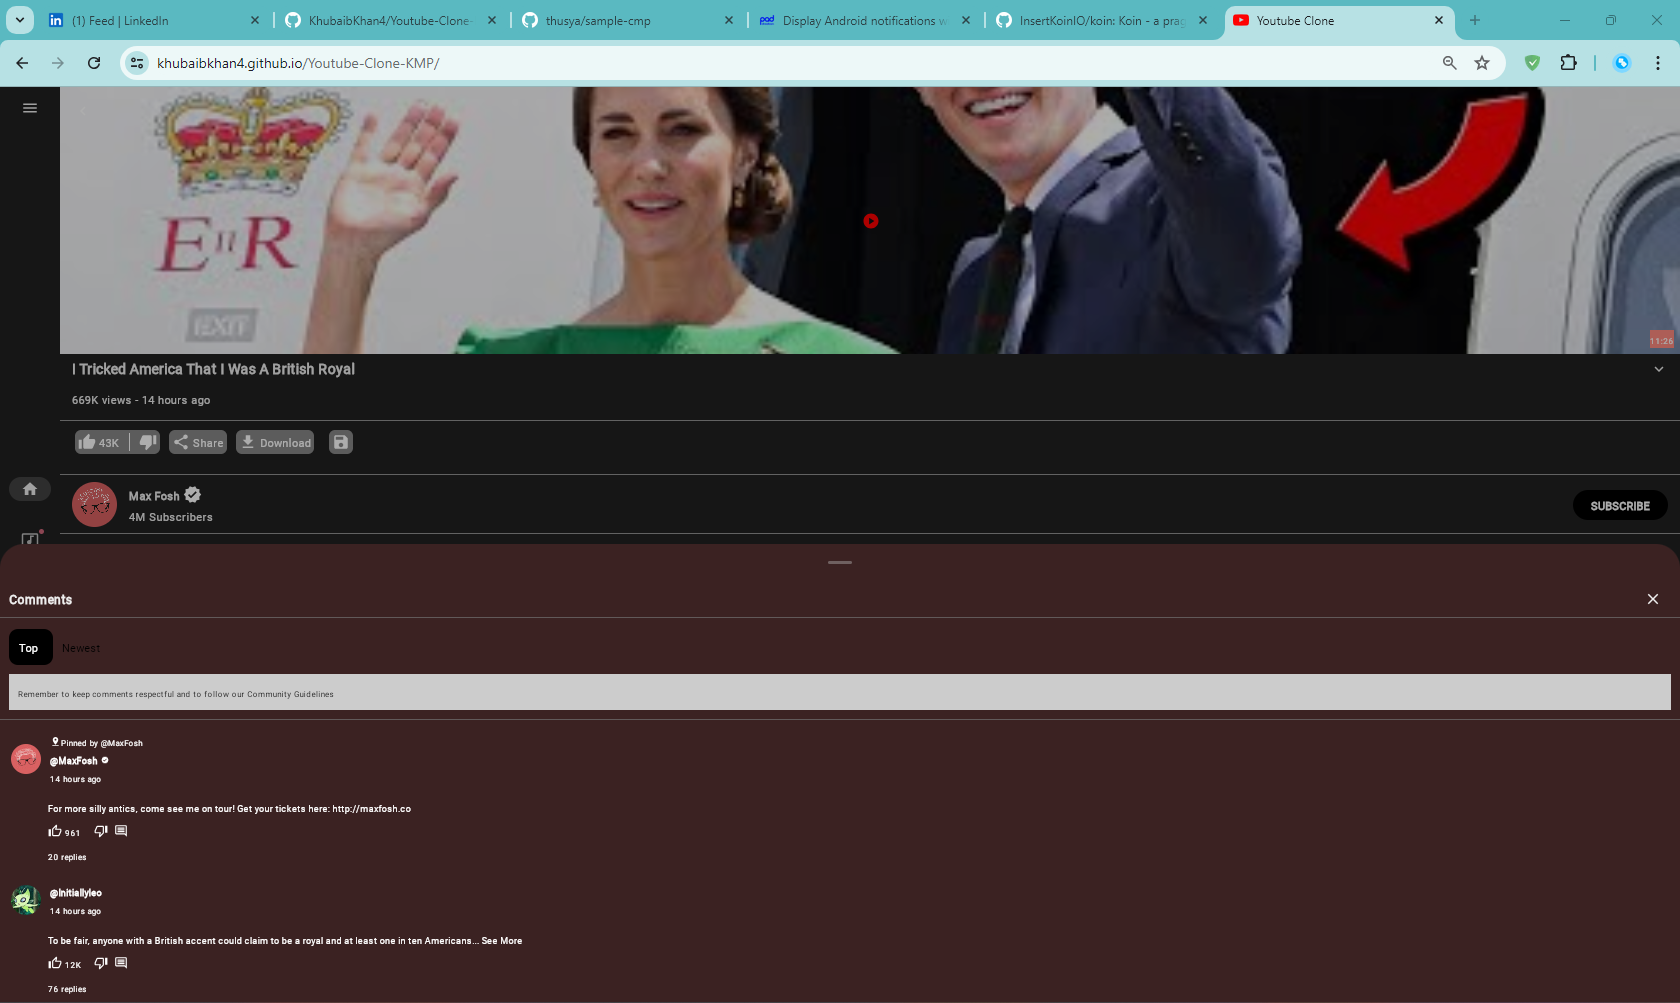 (1) Feed | LinkedIn
KhubaibKhan4/Youtube-Clone-
thusya/sample-cmp
Display Android notifications w
InsertKoinIO/koin: Koin - a prag
Youtube Clone
khubaibkhan4.github.io/Youtube-Clone-KMP/
E II R
EXIT
11:26
I Tricked America That I Was A British Royal
669K views - 14 hours ago
43K Share Download
Max Fosh
4M Subscribers
SUBSCRIBE
Comments
Top Newest
Remember to keep comments respectful and to follow our Community Guidelines
Pinned by @MaxFosh
@MaxFosh
14 hours ago
For more silly antics, come see me on tour! Get your tickets here: http://maxfosh.co
961
20 replies
@Initiallyleo
14 hours ago
To be fair, anyone with a British accent could claim to be a royal and at least one in ten Americans... See More
12K
76 replies